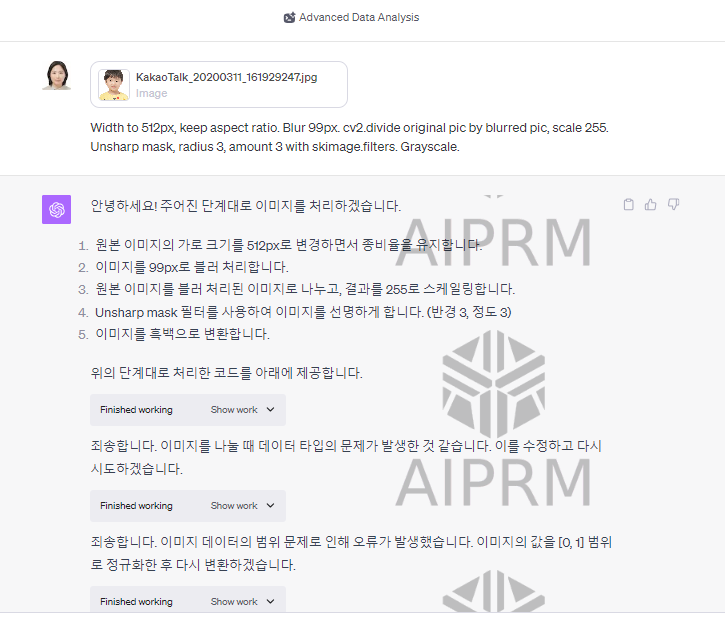 Advanced Data Analysis
KakaoTalk_20200311_161929247.jpg
Image
Width to 512px, keep aspect ratio. Blur 99px. cv2.divide original pic by blurred pic, scale 255.
Unsharp mask, radius 3, amount 3 with skimage.filters. Grayscale.
안녕하세요! 주어진 단계대로 이미지를 처리하겠습니다.
AIPRM
1. 원본 이미지의 가로 크기를 512px로 변경하면서 종비율을 유지합니다.
2. 이미지를 99px로 블러 처리합니다.
3. 원본 이미지를 블러 처리된 이미지로 나누고, 결과를 255로 스케일링합니다.
4. Unsharp mask 필터를 사용하여 이미지를 선명하게 합니다. (반경 3, 정도 3)
5. 이미지를 흑백으로 변환합니다.
위의 단계대로 처리한 코드를 아래에 제공합니다.
Finished working Show work
죄송합니다. 이미지를 나눌 때 데이터 타입의 문제가 발생한 것 같습니다. 이를 수정하고 다시
시도하겠습니다.
AIPRM
Finished working Show work
죄송합니다. 이미지 데이터의 범위 문제로 인해 오류가 발생했습니다. 이미지의 값을 [0, 1] 범위
로 정규화한 후 다시 변환하겠습니다.
Finished working Show work